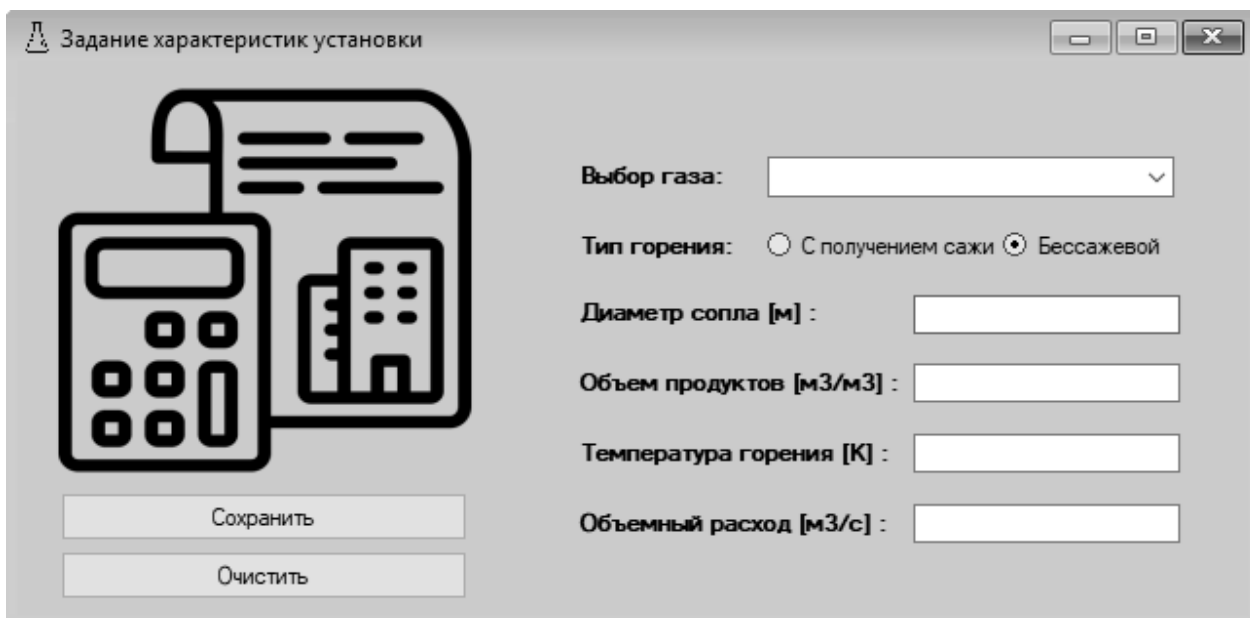 Задание характеристик установки
Выбор газа:
Тип горения: С получением сажи Бессажевой
Диаметр сопла [м] :
Объем продуктов [м3/м3] :
Температура горения [К] :
Объемный расход [м3/с] :
Сохранить
Очистить